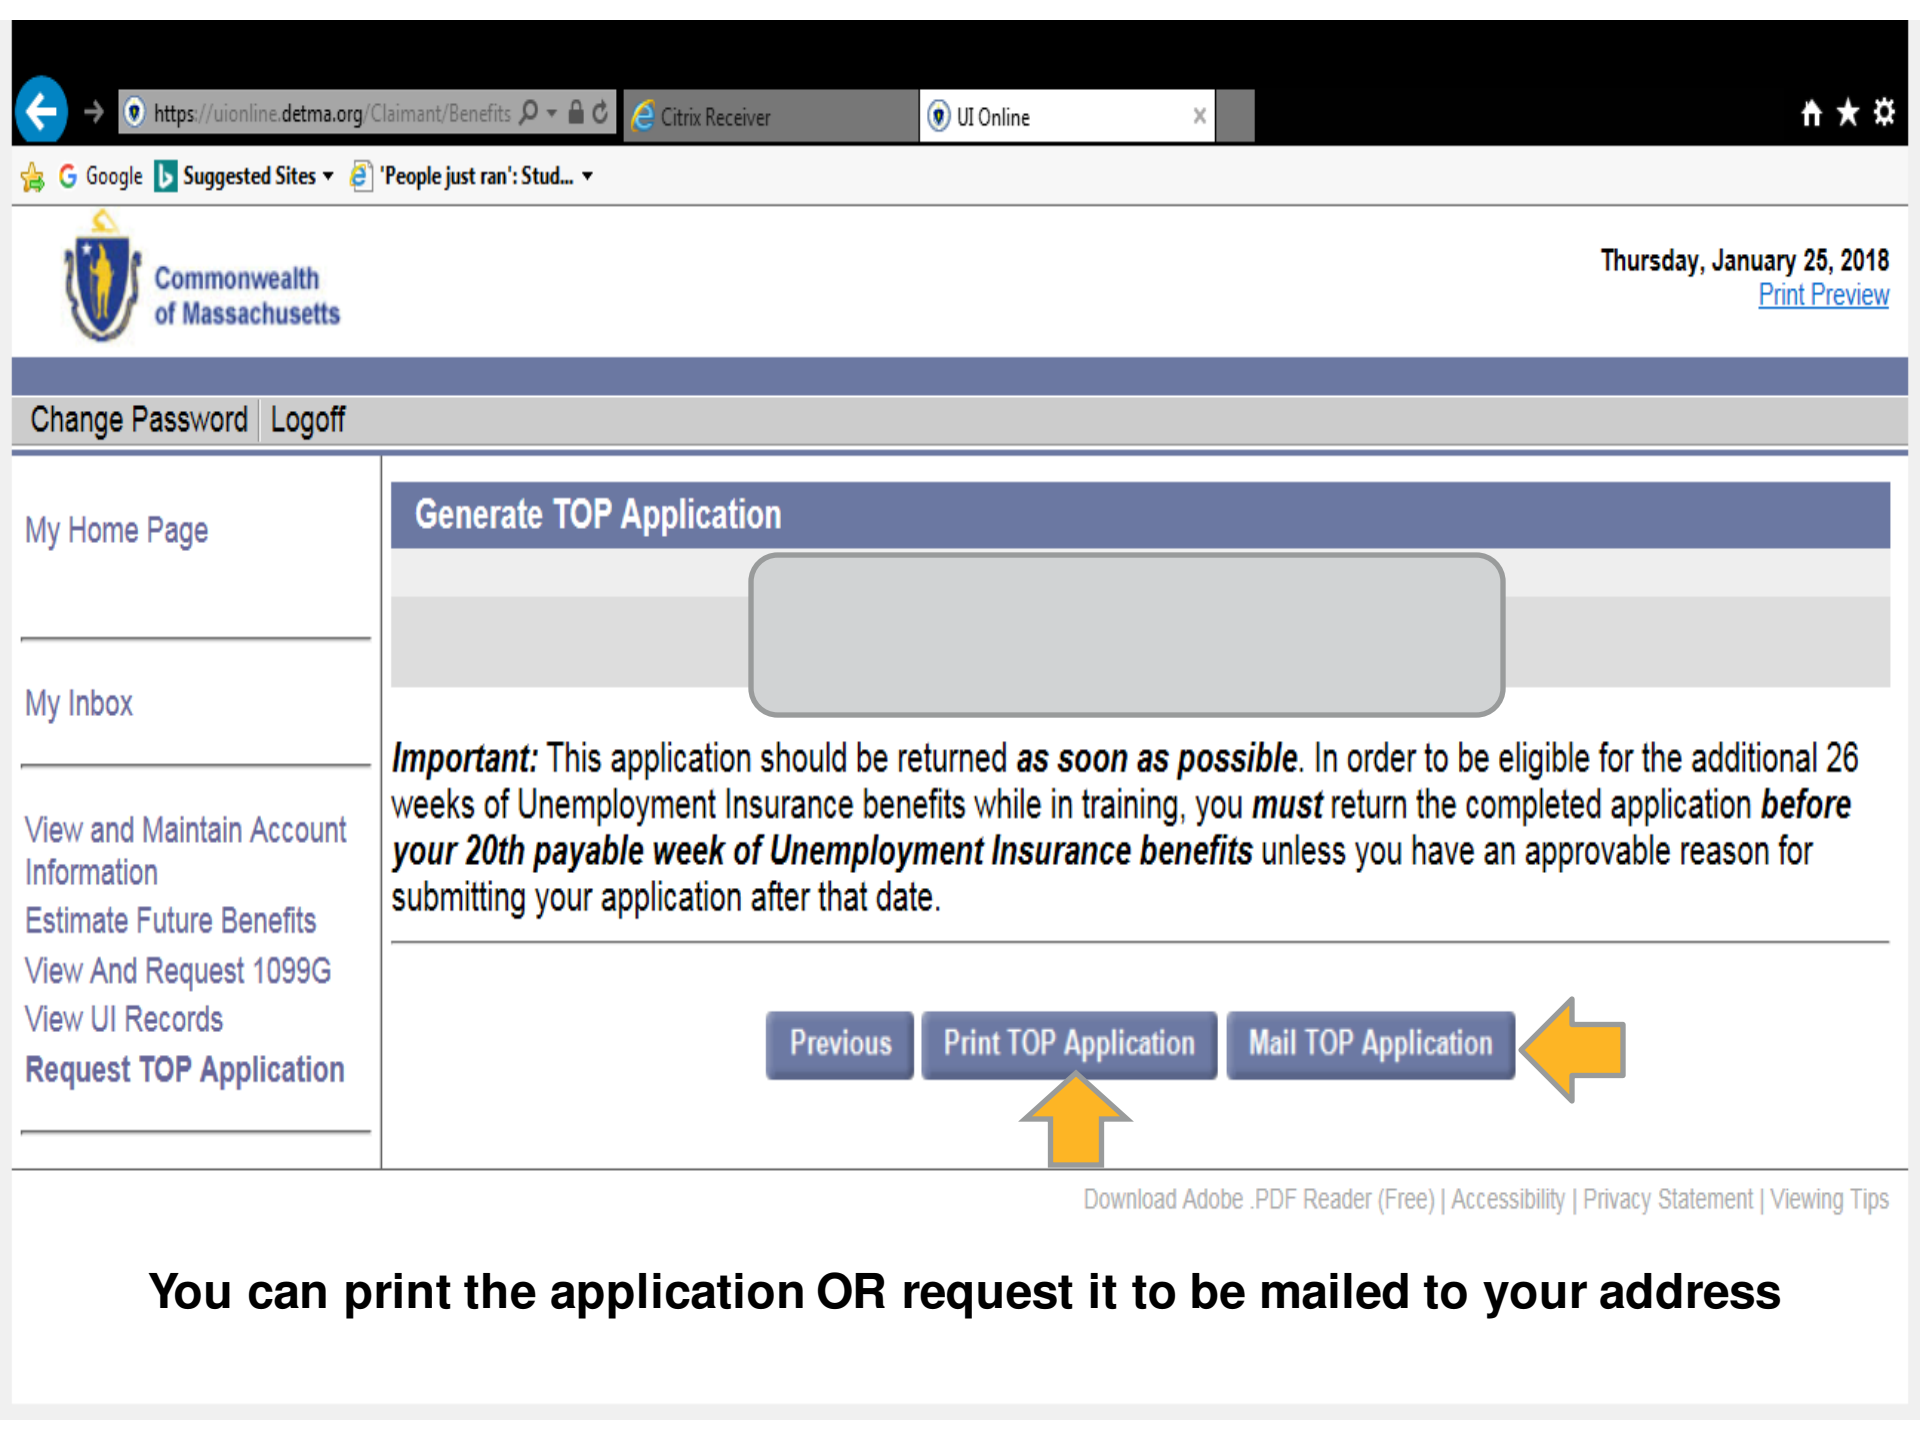 https://uionline.detma.org/Claimant/Benefits
Citrix Receiver
UI Online
Google
Suggested Sites
'People just ran': Stud...
Commonwealth
of Massachusetts
Thursday, January 25, 2018
Print Preview
Change Password
Logoff
My Home Page
My Inbox
View and Maintain Account
Information
Estimate Future Benefits
View And Request 1099G
View UI Records
Request TOP Application
Generate TOP Application
Important: This application should be returned as soon as possible. In order to be eligible for the additional 26
weeks of Unemployment Insurance benefits while in training, you must return the completed application before
your 20th payable week of Unemployment Insurance benefits unless you have an approvable reason for
submitting your application after that date.
Previous
Print TOP Application
Mail TOP Application
Download Adobe .PDF Reader (Free) | Accessibility | Privacy Statement | Viewing Tips
You can print the application OR request it to be mailed to your address